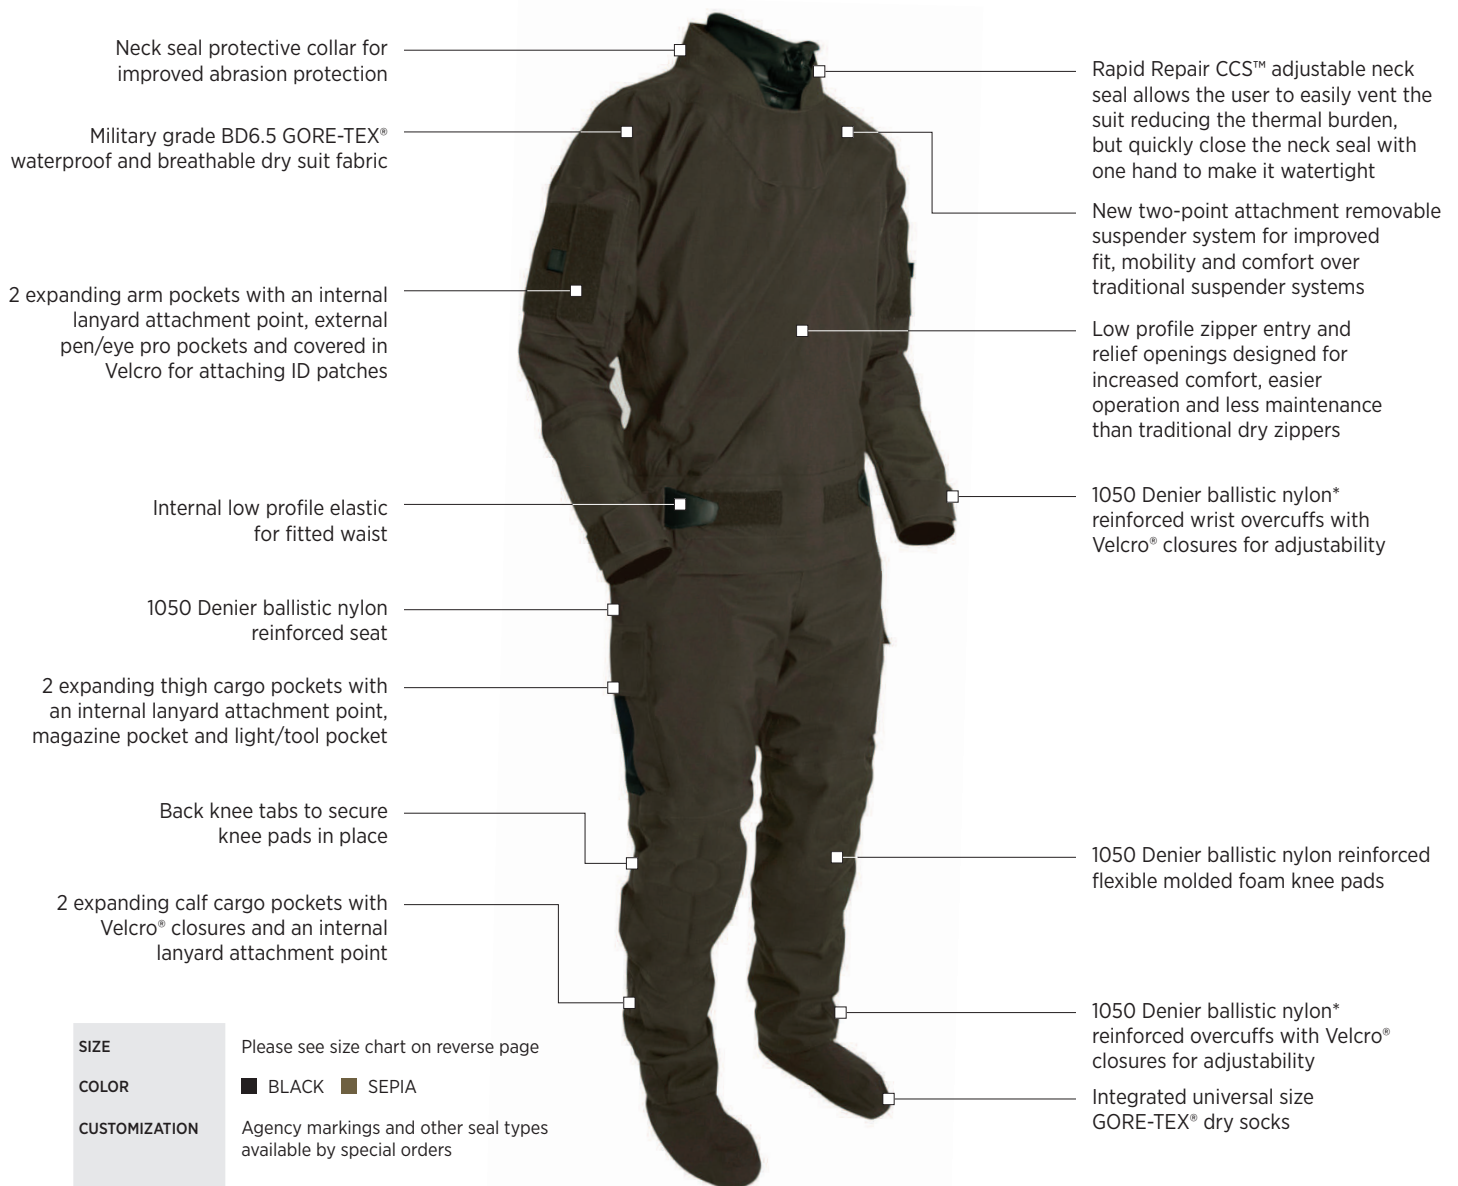 Neck seal protective collar for
improved abrasion protection
Military grade BD6.5 GORE-TEX®
waterproof and breathable dry suit fabric
2 expanding arm pockets with an internal
lanyard attachment point, external
pen/eye pro pockets and covered in
Velcro for attaching ID patches
Internal low profile elastic
for fitted waist
1050 Denier ballistic nylon
reinforced seat
2 expanding thigh cargo pockets with
an internal lanyard attachment point,
magazine pocket and light/tool pocket
Back knee tabs to secure
knee pads in place
2 expanding calf cargo pockets with
Velcro® closures and an internal
lanyard attachment point
Rapid Repair CCS™ adjustable neck
seal allows the user to easily vent the
suit reducing the thermal burden,
but quickly close the neck seal with
one hand to make it watertight
New two-point attachment removable
suspender system for improved
fit, mobility and comfort over
traditional suspender systems
Low profile zipper entry and
relief openings designed for
increased comfort, easier
operation and less maintenance
than traditional dry zippers
1050 Denier ballistic nylon*
reinforced wrist overcuffs with
Velcro® closures for adjustability
1050 Denier ballistic nylon reinforced
flexible molded foam knee pads
1050 Denier ballistic nylon*
reinforced overcuffs with Velcro®
closures for adjustability
Integrated universal size
GORE-TEX® dry socks
SIZE Please see size chart on reverse page
COLOR BLACK SEPIA
CUSTOMIZATION Agency markings and other seal types
available by special orders